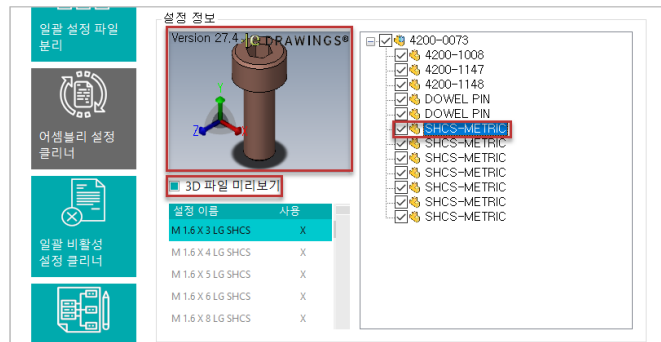 일괄 설정 파일
분리
어셈블리 설정
클리너
일괄 비활성
설정 클리너
설정 정보
Version 27.4
DRAWINGS®
Y
Z
3D 파일 미리보기
설정 이름 사용
M 1.6 X 3 LG SHCS X
M 1.6 X 4 LG SHCS X
M 1.6 X 5 LG SHCS X
M 1.6 X 6 LG SHCS X
M 1.6 X 8 LG SHCS X
4200-0073
4200-1008
4200-1147
4200-1148
DOWEL PIN
DOWEL PIN
SHCS-METRIC
SHCS-METRIC
SHCS-METRIC
SHCS-METRIC
SHCS-METRIC
SHCS-METRIC
SHCS-METRIC